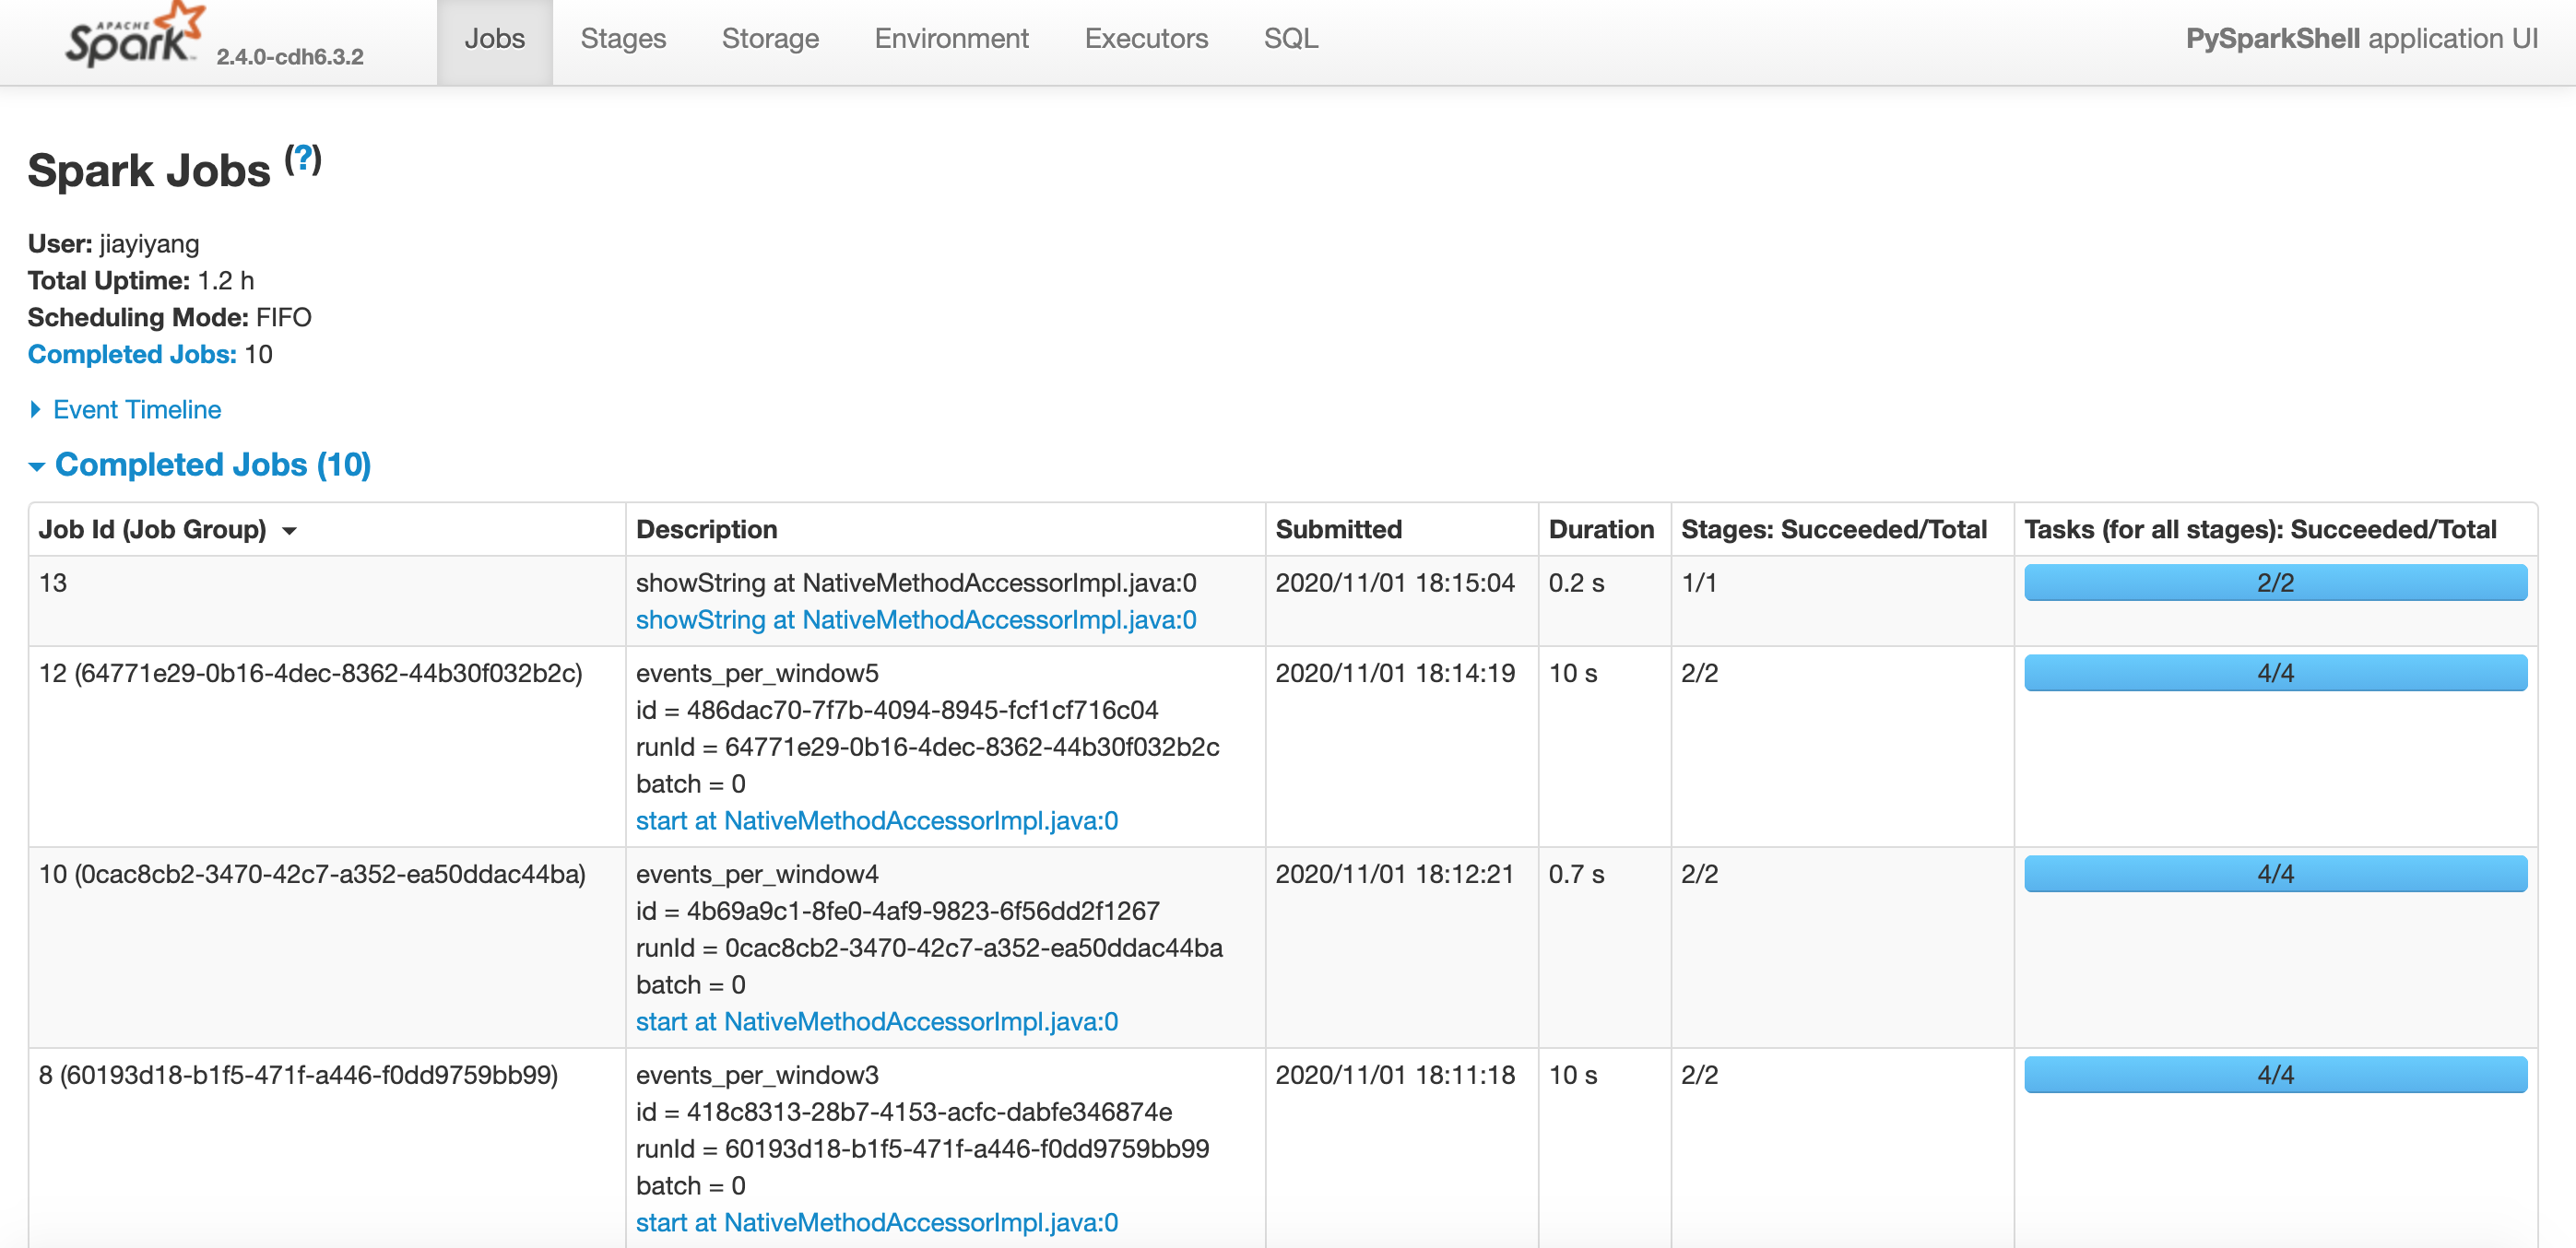 APACHE
Spark 2.4.0-cdh6.3.2 Jobs Stages Storage Environment Executors SQL PySparkShell application UI
Spark Jobs (?)
User: jiayiyang
Total Uptime: 1.2 h
Scheduling Mode: FIFO
Completed Jobs: 10
Event Timeline
Completed Jobs (10)
Job Id (Job Group) Description Submitted Duration Stages: Succeeded/Total Tasks (for all stages): Succeeded/Total
13 showString at NativeMethodAccessorImpl.java:0 2020/11/01 18:15:04 0.2 s 1/1 2/2
showString at NativeMethodAccessorImpl.java:0
12 (64771e29-0b16-4dec-8362-44b30f032b2c) events_per_window5 2020/11/01 18:14:19 10 s 2/2 4/4
id = 486dac70-7f7b-4094-8945-fcf1cf716c04
runId = 64771e29-0b16-4dec-8362-44b30f032b2c
batch = 0
start at NativeMethodAccessorImpl.java:0
10 (0cac8cb2-3470-42c7-a352-ea50ddac44ba) events_per_window4 2020/11/01 18:12:21 0.7 s 2/2 4/4
id = 4b69a9c1-8fe0-4af9-9823-6f56dd2f1267
runId = 0cac8cb2-3470-42c7-a352-ea50ddac44ba
batch = 0
start at NativeMethodAccessorImpl.java:0
8 (60193d18-b1f5-471f-a446-f0dd9759bb99) events_per_window3 2020/11/01 18:11:18 10 s 2/2 4/4
id = 418c8313-28b7-4153-acfc-dabfe346874e
runId = 60193d18-b1f5-471f-a446-f0dd9759bb99
batch = 0
start at NativeMethodAccessorImpl.java:0